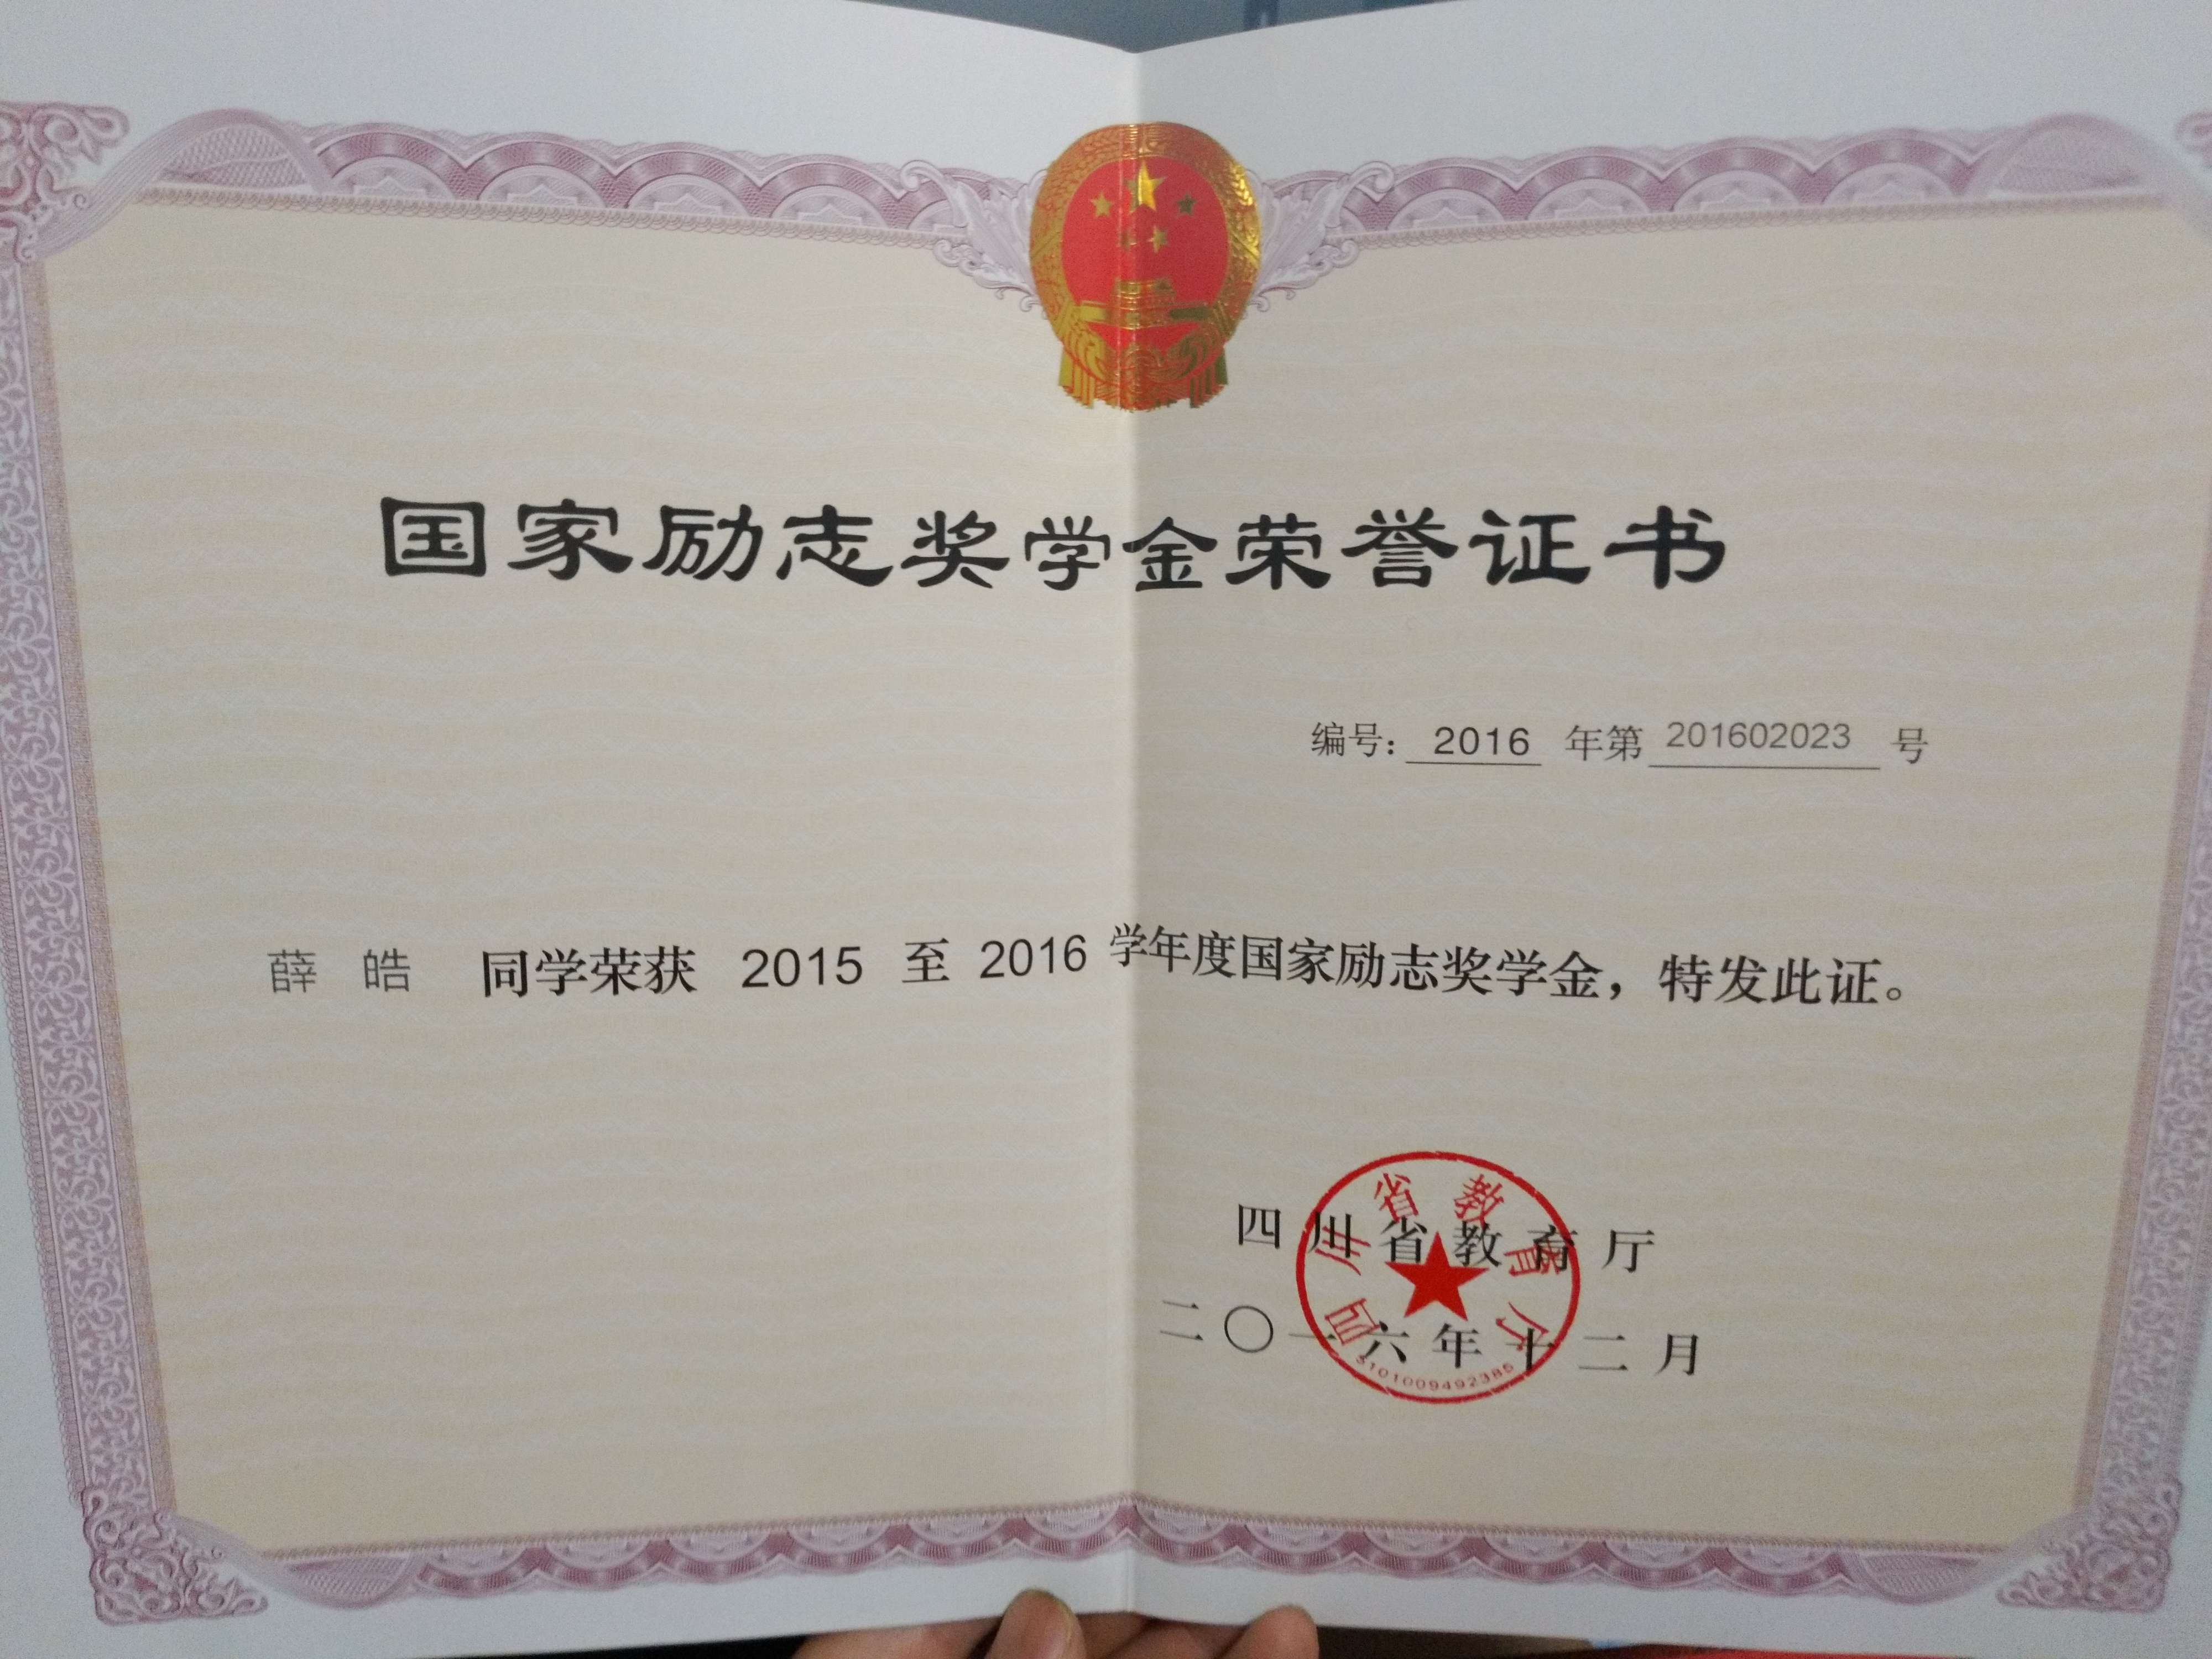 国家励志奖学金荣誉证书
编号：2016 年第 201602023 号
薛 皓 同学荣获 2015 至 2016 学年度国家励志奖学金，特发此证。
四川省教育厅
二〇一六年十二月
四川省教育厅
5101009492385